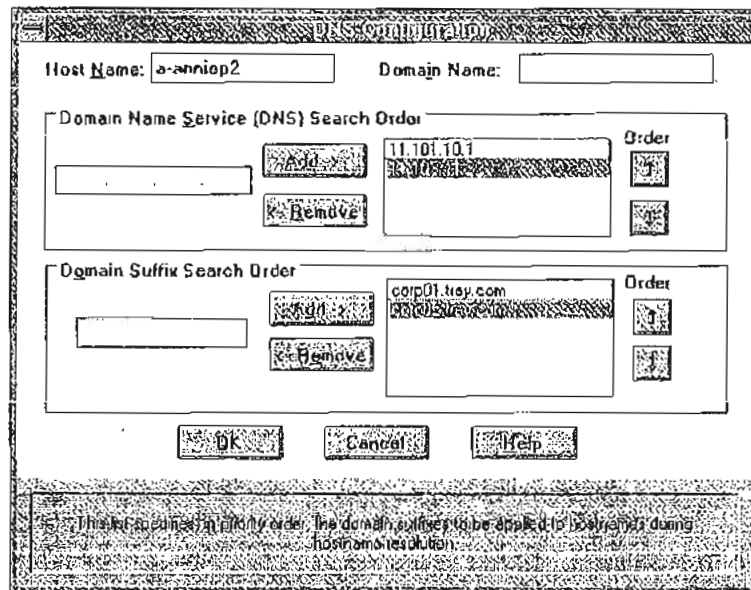 DNS Configuration
Host Name: a-anniep2 Domain Name:
Domain Name Service (DNS) Search Order
Add -> 11.101.10.1 Order
<- Remove
Domain Suffix Search Order
Add -> corp01.trey.com Order
<- Remove
OK Cancel Help
This list specifies, in priority order, the domain suffixes to be applied to hostnames during
hostname resolution.